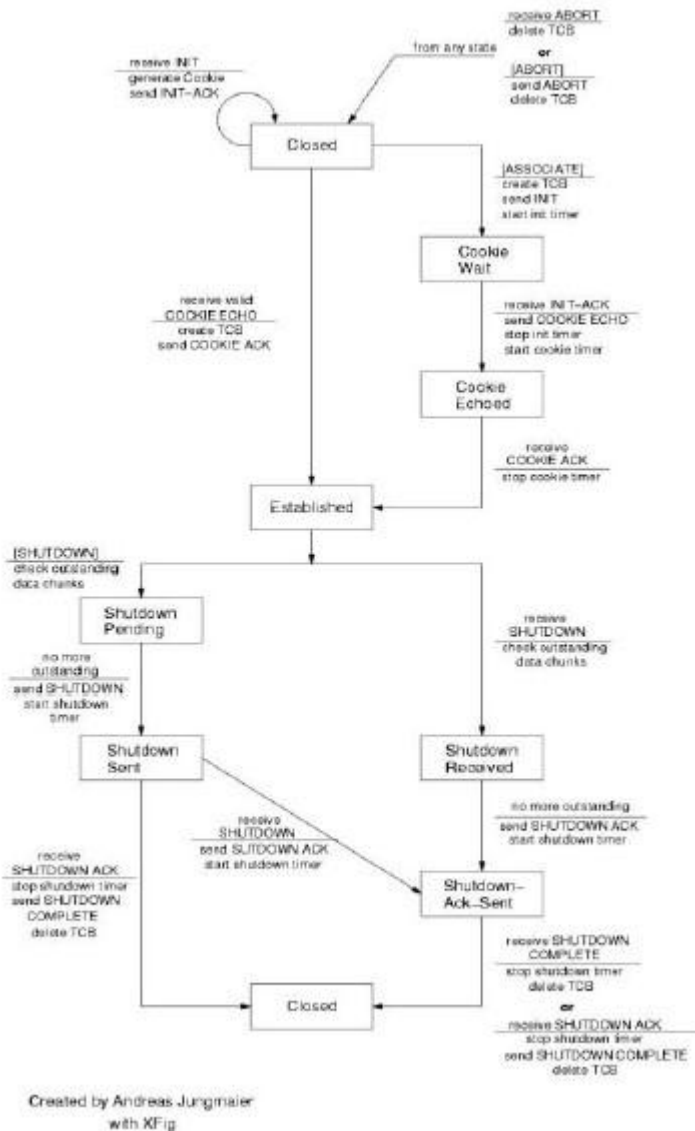 receive ABORT
delete TCB
or
[ABORT]
send ABORT
delete TCB
from any state
receive INIT
generate Cookie
send INIT-ACK
Closed
[ASSOCIATE]
create TCB
send INIT
start init timer
Cookie
Wait
receive valid
COOKIE ECHO
create TCB
send COOKIE ACK
receive INIT-ACK
send COOKIE ECHO
stop init timer
start cookie timer
Cookie
Echoed
receive
COOKIE ACK
stop cookie timer
Established
[SHUTDOWN]
check outstanding
data chunks
Shutdown
Pending
receive
SHUTDOWN
check outstanding
data chunks
no more
outstanding
send SHUTDOWN
start shutdown
timer
Shutdown
Sent
Shutdown
Received
receive
SHUTDOWN
send SUTDOWN ACK
start shutdown timer
no more outstanding
send SHUTDOWN ACK
start shutdown timer
receive
SHUTDOWN ACK
stop shutdown timer
send SHUTDOWN
COMPLETE
delete TCB
Shutdown-
Ack-Sent
receive SHUTDOWN
COMPLETE
stop shutdown timer
delete TCB
or
receive SHUTDOWN ACK
stop shutdown timer
send SHUTDOWN COMPLETE
delete TCB
Closed
Created by Andreas Jungmaier
with XFig